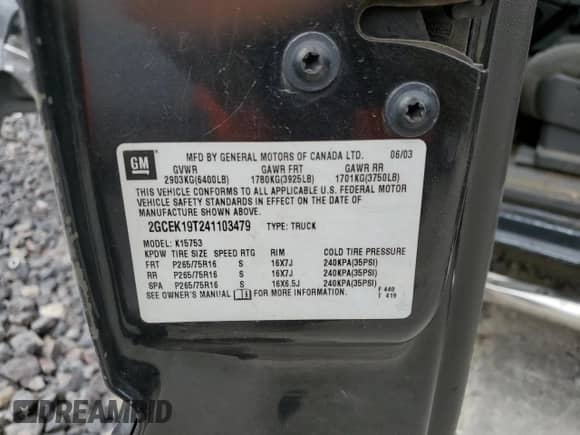 GM
MFD BY GENERAL MOTORS OF CANADA LTD. 06/03
GVWR GAWR FRT GAWR RR
2903KG(6400LB) 1780KG(3925LB) 1701KG(3750LB)
THIS VEHICLE CONFORMS TO ALL APPLICABLE U.S. FEDERAL MOTOR
VEHICLE SAFETY STANDARDS IN EFFECT ON THE DATE OF
MANUFACTURE SHOWN ABOVE.
2GCEK19T241103479 TYPE: TRUCK
MODEL: K15753
KPDW TIRE SIZE SPEED RTG RIM COLD TIRE PRESSURE
FRT P265/75R16 S 16X7J 240KPA(35PSI)
RR P265/75R16 S 16X7J 240KPA(35PSI)
SPA P265/75R16 S 16X6.5J 240KPA(35PSI)
SEE OWNER'S MANUAL FOR MORE INFORMATION. F 440
T 419
DREAMBID